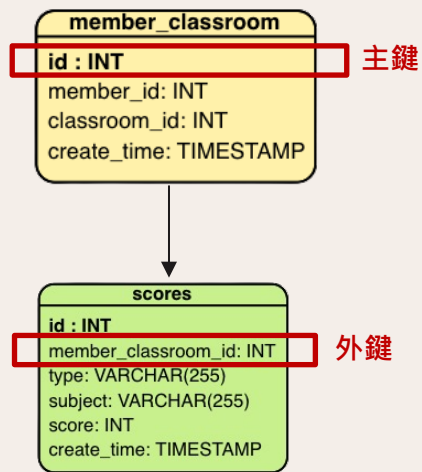 member_classroom
id : INT
主鍵
member_id: INT
classroom_id: INT
create_time: TIMESTAMP
scores
id : INT
member_classroom_id: INT
外鍵
type: VARCHAR(255)
subject: VARCHAR(255)
score: INT
create_time: TIMESTAMP